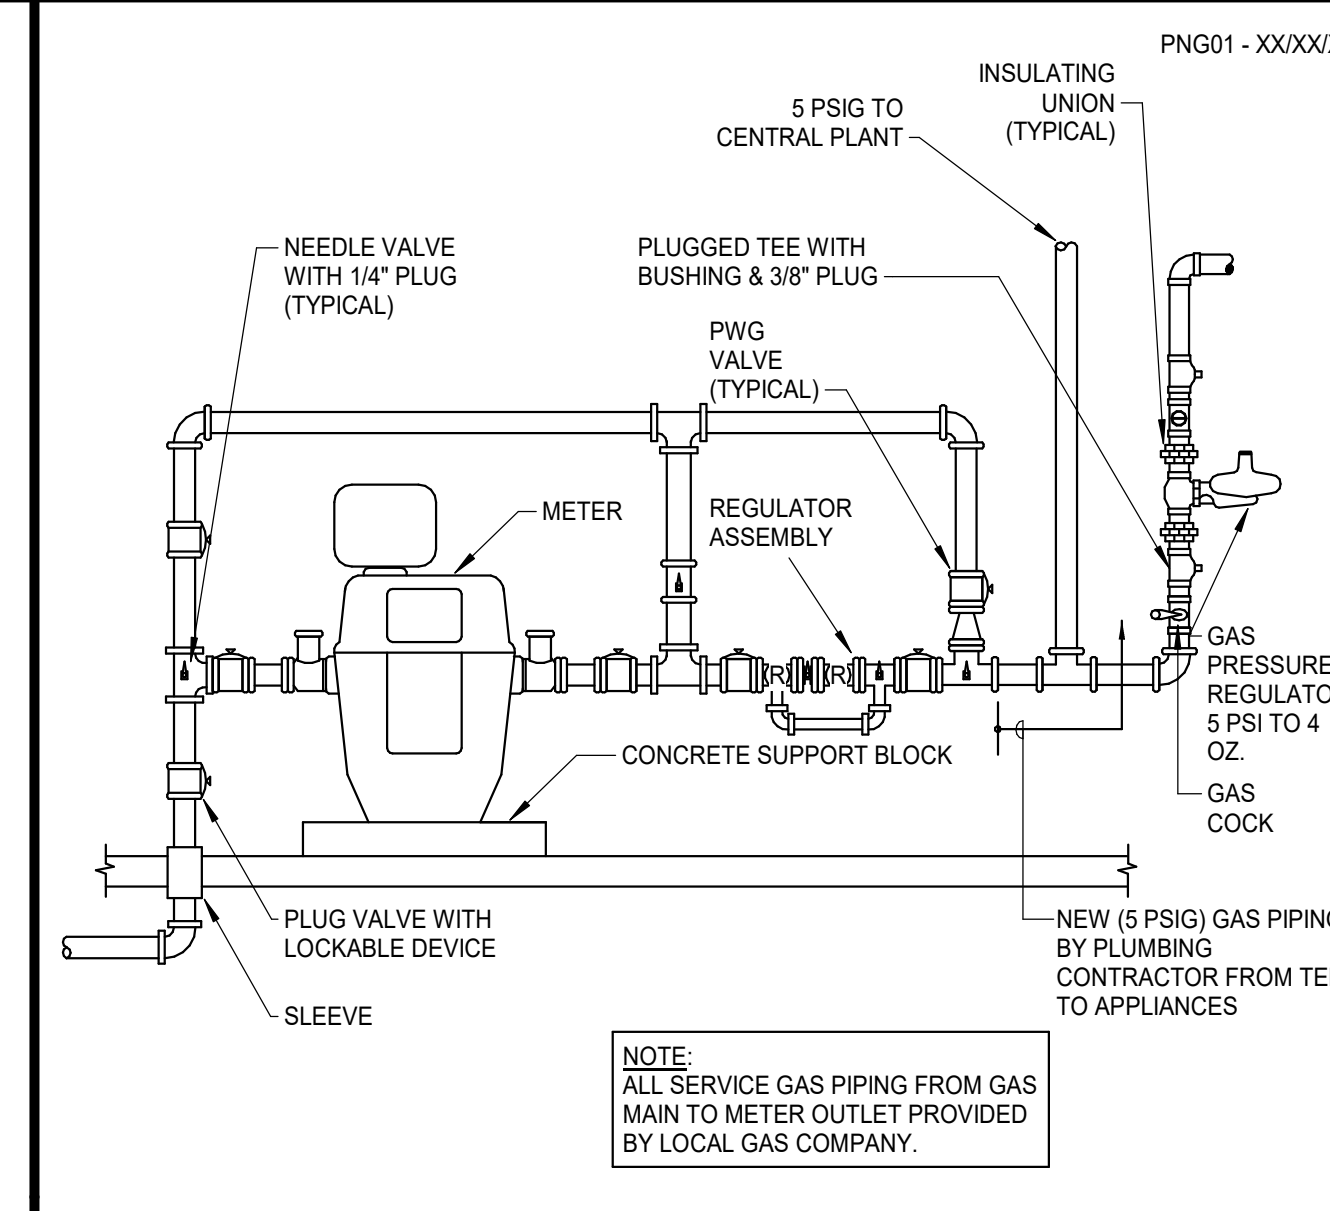 PNG01 - XX/XX/
INSULATING
UNION
(TYPICAL)
5 PSIG TO
CENTRAL PLANT
NEEDLE VALVE
WITH 1/4" PLUG
(TYPICAL)
PLUGGED TEE WITH
BUSHING & 3/8" PLUG
PWG
VALVE
(TYPICAL)
METER
REGULATOR
ASSEMBLY
R
R
GAS
PRESSURE
REGULATO
5 PSI TO 4
OZ.
GAS
COCK
CONCRETE SUPPORT BLOCK
PLUG VALVE WITH
LOCKABLE DEVICE
SLEEVE
NEW (5 PSIG) GAS PIPING
BY PLUMBING
CONTRACTOR FROM TE
TO APPLIANCES
NOTE:
ALL SERVICE GAS PIPING FROM GAS
MAIN TO METER OUTLET PROVIDED
BY LOCAL GAS COMPANY.